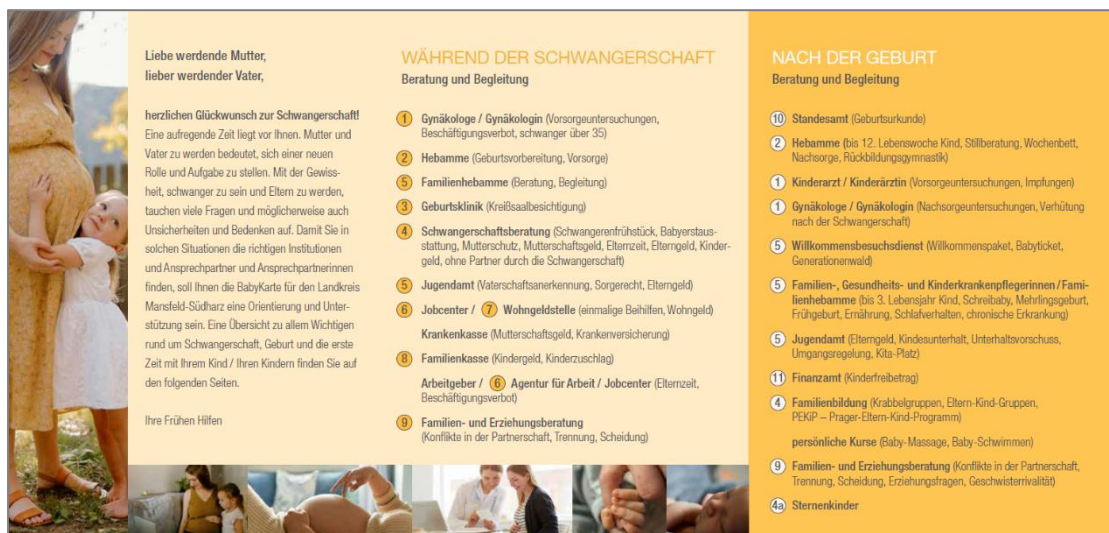 Liebe werdende Mutter,
lieber werdender Vater,
herzlichen Glückwunsch zur Schwangerschaft!
Eine aufregende Zeit liegt vor Ihnen. Mutter und
Vater zu werden bedeutet, sich einer neuen
Rolle und Aufgabe zu stellen. Mit der Gewiss-
heit, schwanger zu sein und Eltern zu werden,
tauchen viele Fragen und möglicherweise auch
Unsicherheiten und Bedenken auf. Damit Sie in
solchen Situationen die richtigen Institutionen
und Ansprechpartner und Ansprechpartnerinnen
finden, soll Ihnen die BabyKarte für den Landkreis
Mansfeld-Südharz eine Orientierung und Unter-
stützung sein. Eine Übersicht zu allem Wichtigen
rund um Schwangerschaft, Geburt und die erste
Zeit mit Ihrem Kind / Ihren Kindern finden Sie auf
den folgenden Seiten.
Ihre Frühen Hilfen
WÄHREND DER SCHWANGERSCHAFT
Beratung und Begleitung
1 Gynäkologe / Gynäkologin (Vorsorgeuntersuchungen,
Beschäftigungsverbot, schwanger über 35)
2 Hebamme (Geburtsvorbereitung, Vorsorge)
5 Familienhebamme (Beratung, Begleitung)
3 Geburtsklinik (Kreißsaalbesichtigung)
4 Schwangerschaftsberatung (Schwangerenfrühstück, Babyerstaus-
stattung, Mutterschutz, Mutterschaftsgeld, Elternzeit, Elterngeld, Kinder-
geld, ohne Partner durch die Schwangerschaft)
5 Jugendamt (Vaterschaftsanerkennung, Sorgerecht, Elterngeld)
6 Jobcenter / 7 Wohngeldstelle (einmalige Beihilfen, Wohngeld)
Krankenkasse (Mutterschaftsgeld, Krankenversicherung)
8 Familienkasse (Kindergeld, Kinderzuschlag)
Arbeitgeber / 6 Agentur für Arbeit / Jobcenter (Elternzeit,
Beschäftigungsverbot)
9 Familien- und Erziehungsberatung
(Konflikte in der Partnerschaft, Trennung, Scheidung)
NACH DER GEBURT
Beratung und Begleitung
10 Standesamt (Geburtsurkunde)
2 Hebamme (bis 12. Lebenswoche Kind, Stillberatung, Wochenbett,
Nachsorge, Rückbildungsgymnastik)
1 Kinderarzt / Kinderärztin (Vorsorgeuntersuchungen, Impfungen)
1 Gynäkologe / Gynäkologin (Nachsorgeuntersuchungen, Verhütung
nach der Schwangerschaft)
5 Willkommensbesuchsdienst (Willkommenspaket, Babyticket,
Generationenwald)
5 Familien-, Gesundheits- und Kinderkrankenpflegerinnen / Fami-
lienhebamme (bis 3. Lebensjahr Kind, Schreibaby, Mehrlingsgeburt,
Frühgeburt, Ernährung, Schlafverhalten, chronische Erkrankung)
5 Jugendamt (Elterngeld, Kindesunterhalt, Unterhaltsvorschuss,
Umgangsregelung, Kita-Platz)
11 Finanzamt (Kinderfreibetrag)
4 Familienbildung (Krabbelgruppen, Eltern-Kind-Gruppen,
PEKiP – Prager-Eltern-Kind-Programm)
persönliche Kurse (Baby-Massage, Baby-Schwimmen)
9 Familien- und Erziehungsberatung (Konflikte in der Partnerschaft,
Trennung, Scheidung, Erziehungsfragen, Geschwisterrivalität)
4a Sternenkinder